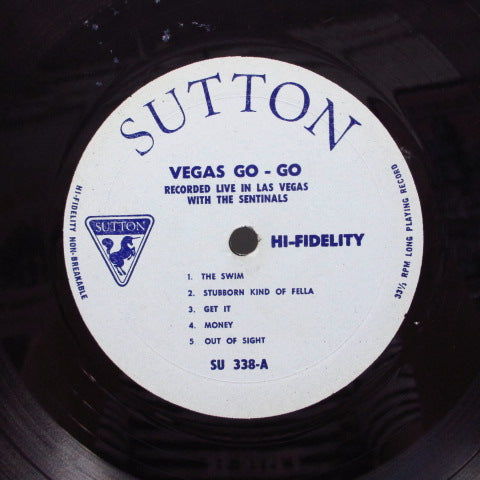 SUTTON
VEGAS GO - GO
RECORDED LIVE IN LAS VEGAS
WITH THE SENTINALS
HI-FIDELITY NON-BREAKABLE
SUTTON
HI-FIDELITY
33⅓ RPM LONG PLAYING RECORD
1. THE SWIM
2. STUBBORN KIND OF FELLA
3. GET IT
4. MONEY
5 OUT OF SIGHT
SU 338-A